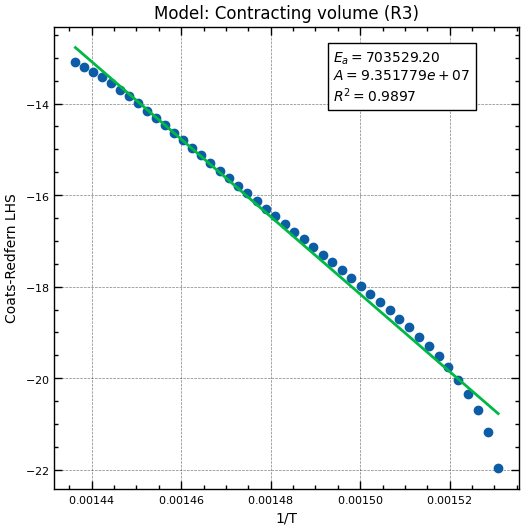 Model: Contracting volume (R3)
E_a = 703529.20
A = 9.351779e + 07
R^2 = 0.9897
Coats-Redfern LHS
−14
−16
−18
−20
−22
0.00144
0.00146
0.00148
0.00150
0.00152
1/T